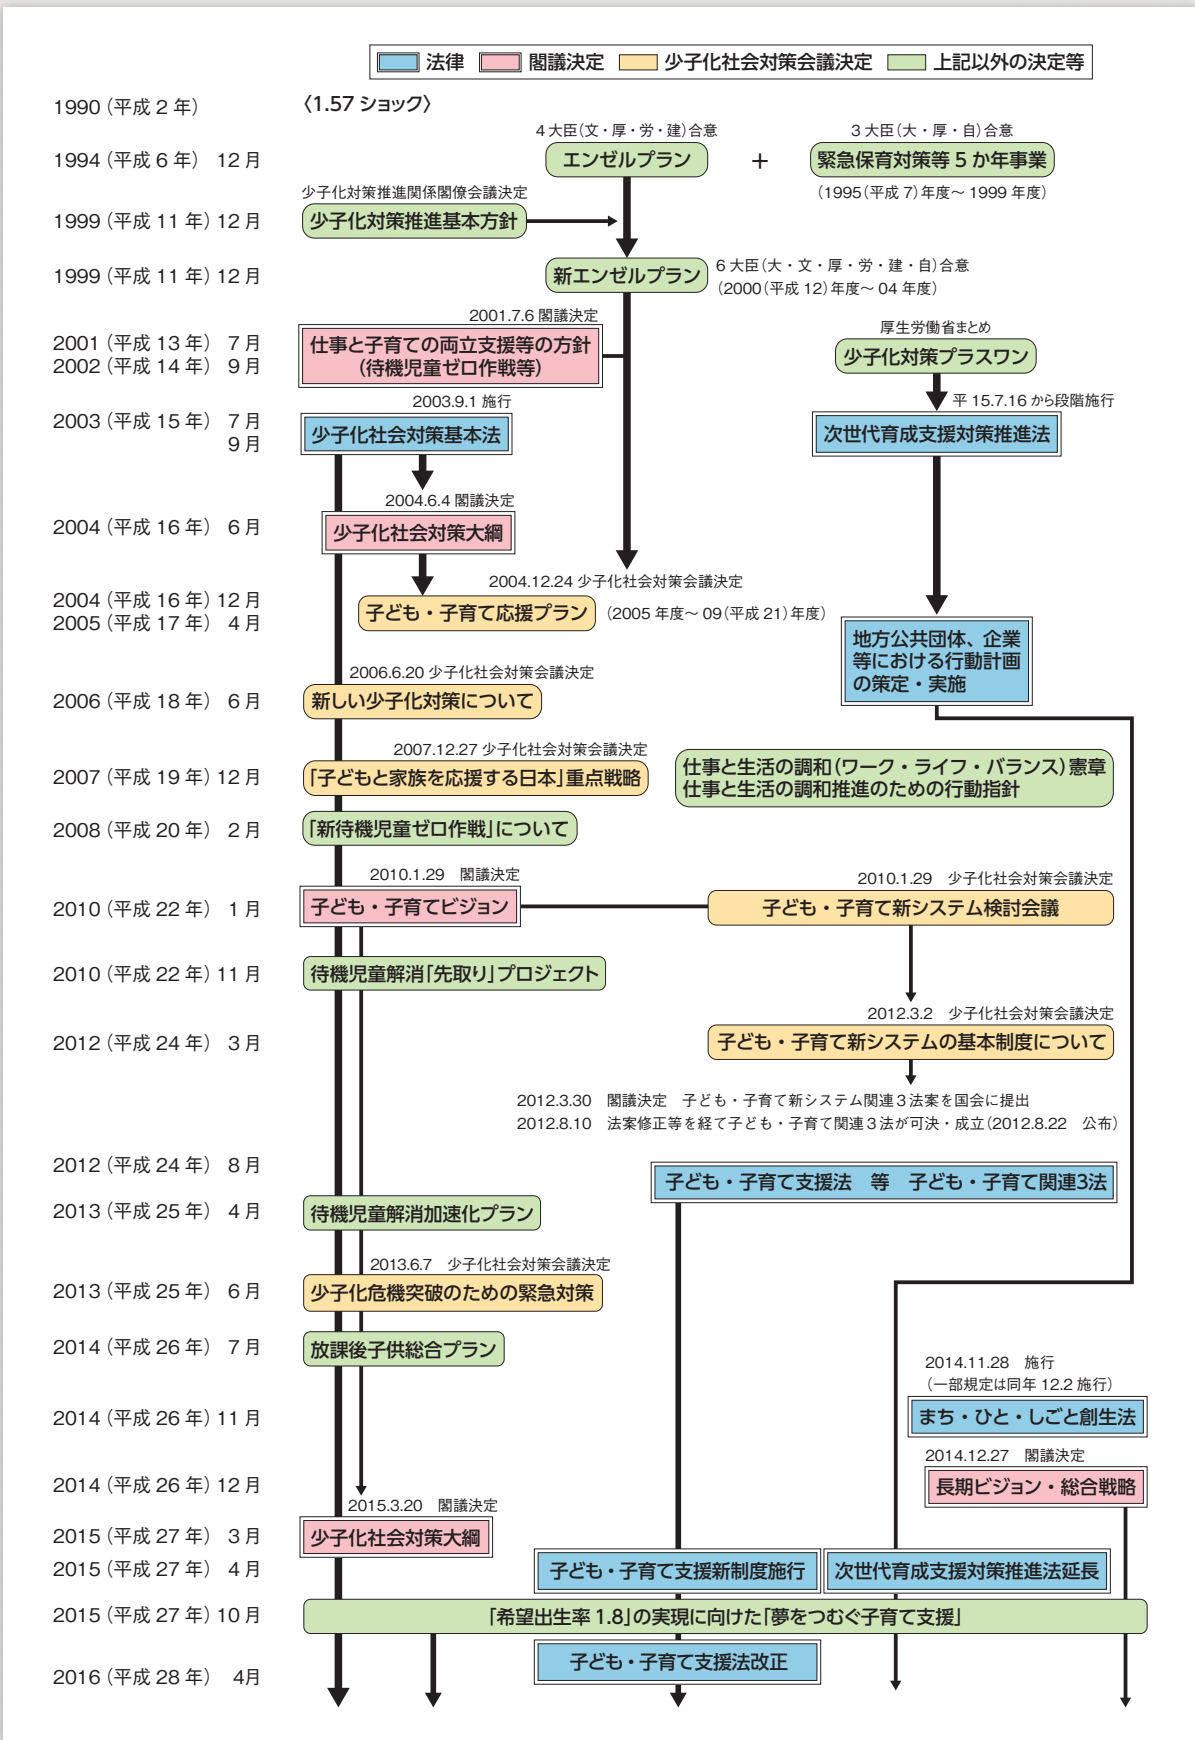 法律 閣議決定 少子化社会対策会議決定 上記以外の決定等
1990（平成 2 年） 〈1.57 ショック〉
4 大臣（文・厚・労・建）合意 3 大臣（大・厚・自）合意
1994（平成 6 年） 12 月 エンゼルプラン + 緊急保育対策等 5 か年事業
（1995（平成 7）年度～ 1999 年度）
少子化対策推進関係閣僚会議決定
1999（平成 11 年）12 月 少子化対策推進基本方針
1999（平成 11 年）12 月 新エンゼルプラン 6 大臣（大・文・厚・労・建・自）合意
（2000（平成 12）年度～ 04 年度）
2001.7.6 閣議決定
厚生労働省まとめ
2001（平成 13 年） 7 月 仕事と子育ての両立支援等の方針
2002（平成 14 年） 9 月 （待機児童ゼロ作戦等） 少子化対策プラスワン
2003.9.1 施行 平 15.7.16 から段階施行
2003（平成 15 年） 7 月
9 月 少子化社会対策基本法 次世代育成支援対策推進法
2004.6.4 閣議決定
2004（平成 16 年） 6 月 少子化社会対策大綱
2004.12.24 少子化社会対策会議決定
2004（平成 16 年）12 月
2005（平成 17 年） 4 月 子ども・子育て応援プラン （2005 年度～ 09（平成 21）年度）
地方公共団体、企業
等における行動計画
の策定・実施
2006.6.20 少子化社会対策会議決定
2006（平成 18 年） 6 月 新しい少子化対策について
2007.12.27 少子化社会対策会議決定
2007（平成 19 年）12 月 「子どもと家族を応援する日本」重点戦略
仕事と生活の調和（ワーク・ライフ・バランス）憲章
仕事と生活の調和推進のための行動指針
2008（平成 20 年） 2 月 「新待機児童ゼロ作戦」について
2010.1.29 閣議決定 2010.1.29 少子化社会対策会議決定
2010（平成 22 年） 1 月 子ども・子育てビジョン 子ども・子育て新システム検討会議
2010（平成 22 年）11 月 待機児童解消「先取り」プロジェクト
2012.3.2 少子化社会対策会議決定
2012（平成 24 年） 3 月 子ども・子育て新システムの基本制度について
2012.3.30 閣議決定 子ども・子育て新システム関連３法案を国会に提出
2012.8.10 法案修正等を経て子ども・子育て関連３法が可決・成立（2012.8.22 公布）
2012（平成 24 年） 8 月 子ども・子育て支援法 等 子ども・子育て関連3法
2013（平成 25 年） 4 月 待機児童解消加速化プラン
2013.6.7 少子化社会対策会議決定
2013（平成 25 年） 6 月 少子化危機突破のための緊急対策
2014（平成 26 年） 7 月 放課後子供総合プラン
2014.11.28 施行
（一部規定は同年 12.2 施行）
2014（平成 26 年）11 月 まち・ひと・しごと創生法
2014.12.27 閣議決定
2014（平成 26 年）12 月 長期ビジョン・総合戦略
2015.3.20 閣議決定
2015（平成 27 年） 3 月 少子化社会対策大綱
2015（平成 27 年） 4 月 子ども・子育て支援新制度施行 次世代育成支援対策推進法延長
2015（平成 27 年）10 月 「希望出生率 1.8」の実現に向けた「夢をつむぐ子育て支援」
2016（平成 28 年） 4月 子ども・子育て支援法改正